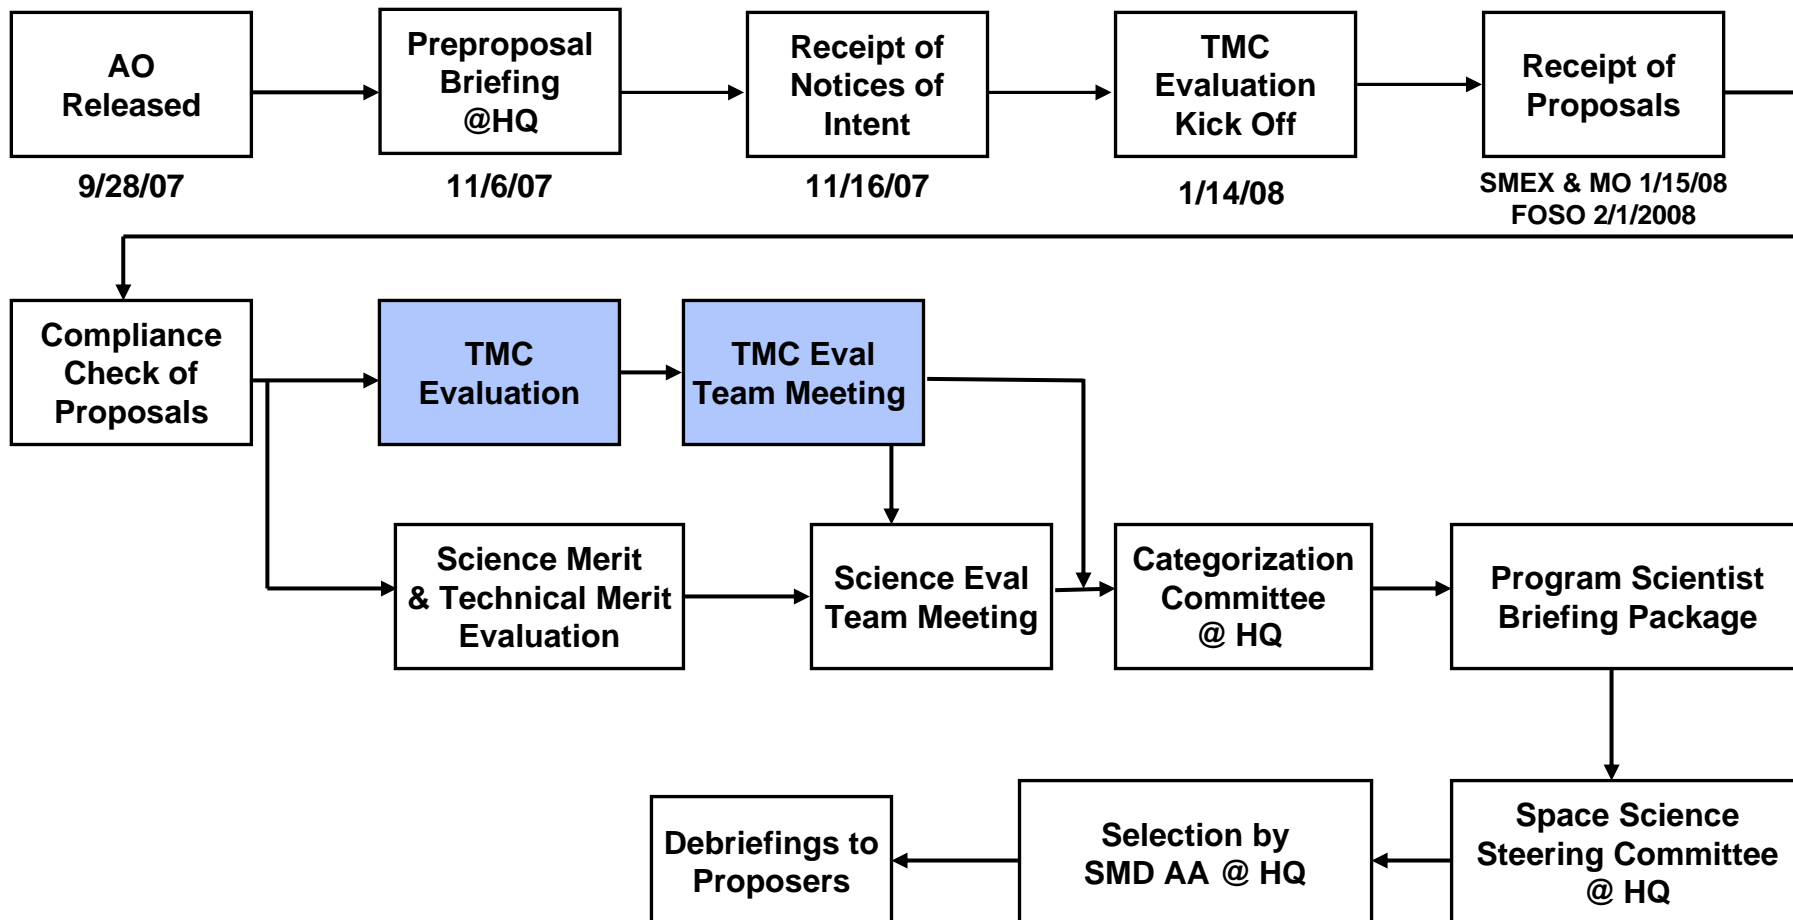 AO
Released
Preproposal
Briefing
@HQ
Receipt of
Notices of
Intent
TMC
Evaluation
Kick Off
Receipt of
Proposals
9/28/07
11/6/07
11/16/07
1/14/08
SMEX & MO 1/15/08
FOSO 2/1/2008
Compliance
Check of
Proposals
TMC
Evaluation
TMC Eval
Team Meeting
Science Merit
& Technical Merit
Evaluation
Science Eval
Team Meeting
Categorization
Committee
@ HQ
Program Scientist
Briefing Package
Debriefings to
Proposers
Selection by
SMD AA @ HQ
Space Science
Steering Committee
@ HQ